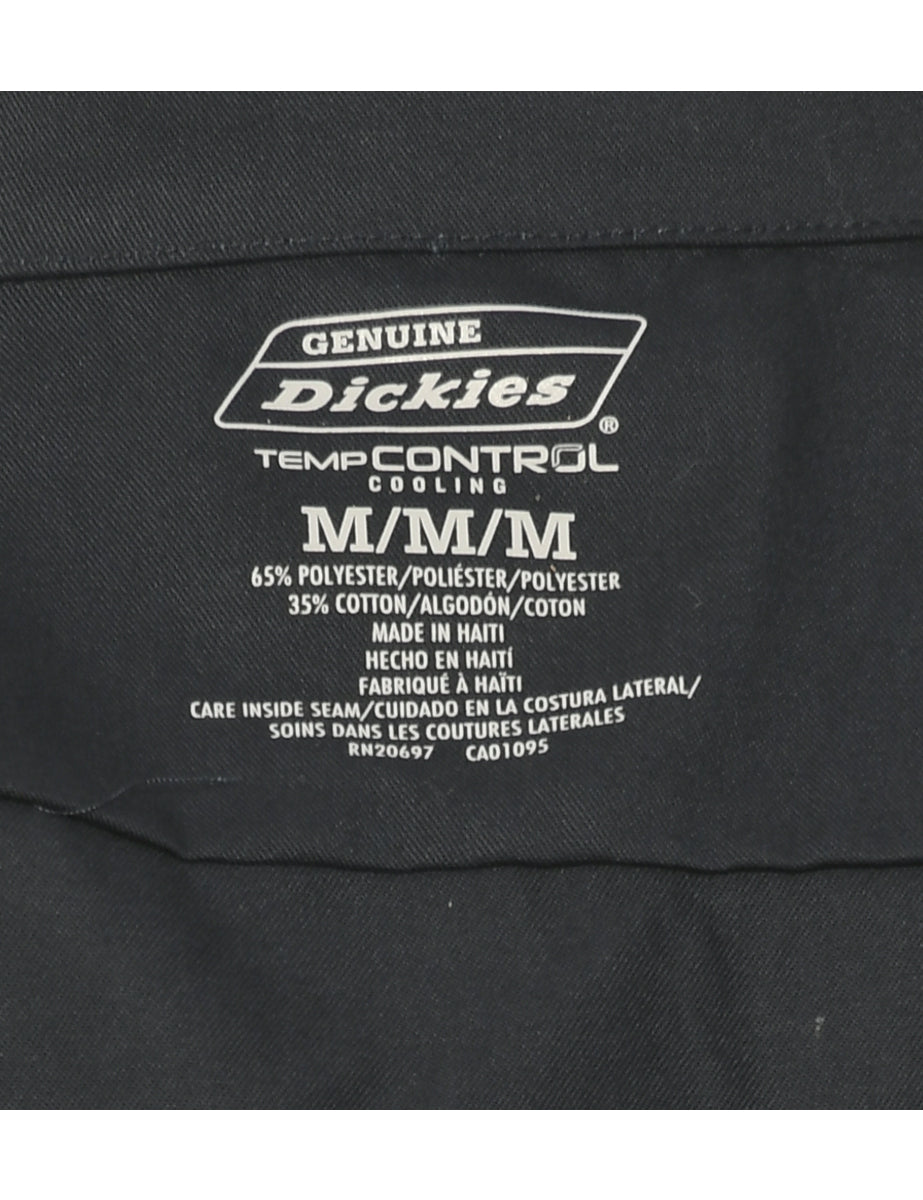 GENUINE
Dickies
®
TEMPCONTROL
COOLING
M/M/M
65% POLYESTER/POLIÉSTER/POLYESTER
35% COTTON/ALGODÓN/COTON
MADE IN HAITI
HECHO EN HAITÍ
FABRIQUÉ À HAÏTI
CARE INSIDE SEAM/CUIDADO EN LA COSTURA LATERAL/
SOINS DANS LES COUTURES LATERALES
RN20697 CA01095